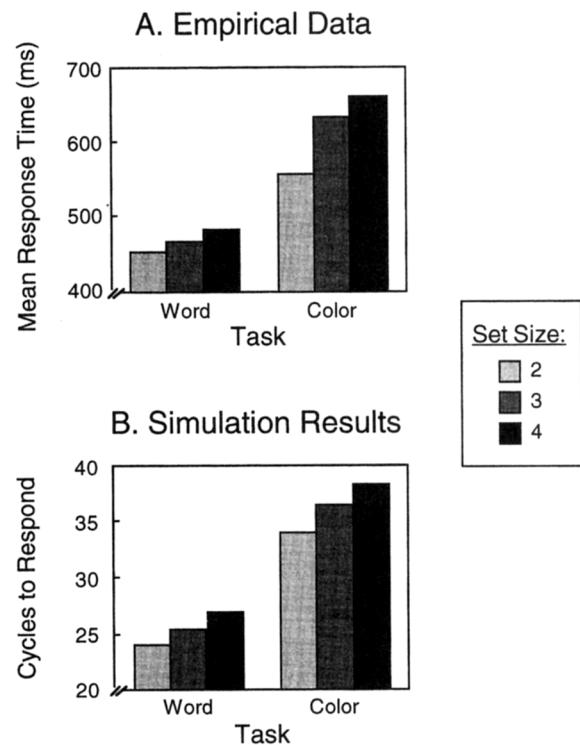 A. Empirical Data
Mean Response Time (ms)
700
600
500
400
Word Color
Task
Set Size:
2
3
4
B. Simulation Results
Cycles to Respond
40
35
30
25
20
Word Color
Task